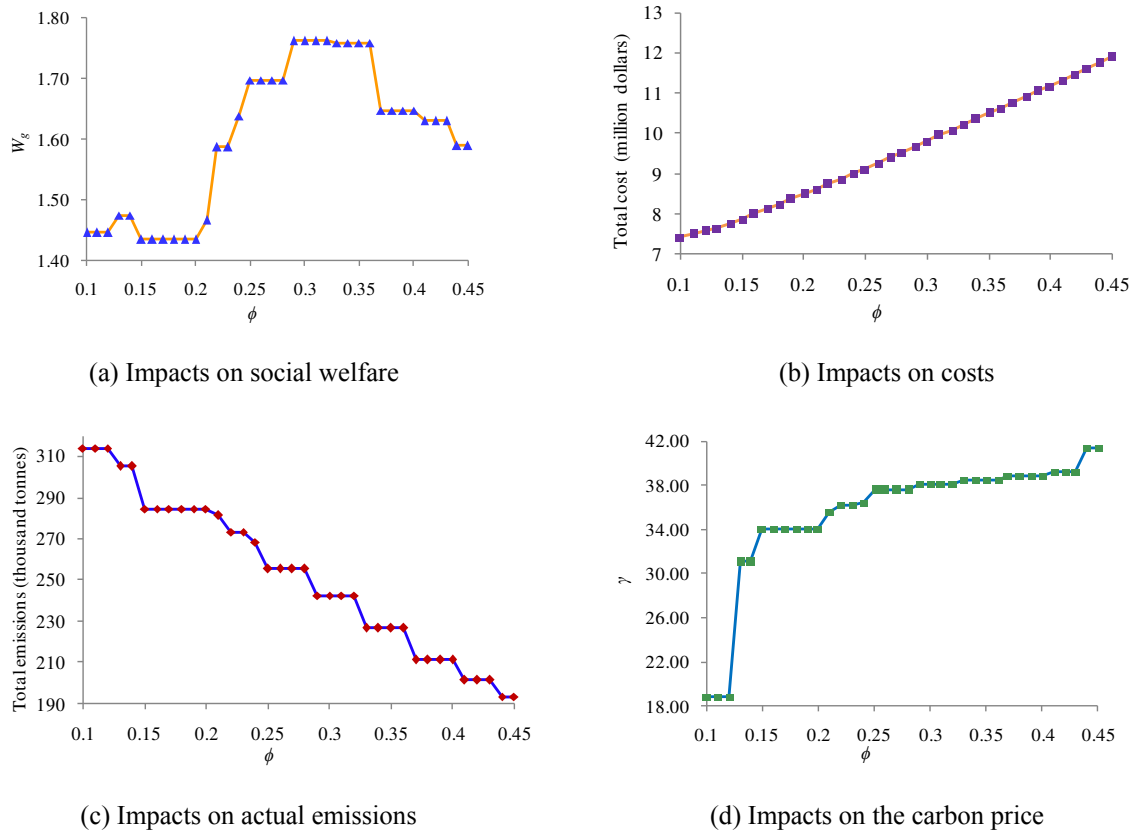 1.80
1.70
1.60
1.50
1.40
W_g
0.1 0.15 0.2 0.25 0.3 0.35 0.4 0.45
ϕ
(a) Impacts on social welfare
13
12
11
10
9
8
7
Total cost (million dollars)
0.1 0.15 0.2 0.25 0.3 0.35 0.4 0.45
ϕ
(b) Impacts on costs
310
290
270
250
230
210
190
Total emissions (thousand tonnes)
0.1 0.15 0.2 0.25 0.3 0.35 0.4 0.45
ϕ
(c) Impacts on actual emissions
42.00
38.00
34.00
30.00
26.00
22.00
18.00
γ
0.1 0.15 0.2 0.25 0.3 0.35 0.4 0.45
ϕ
(d) Impacts on the carbon price